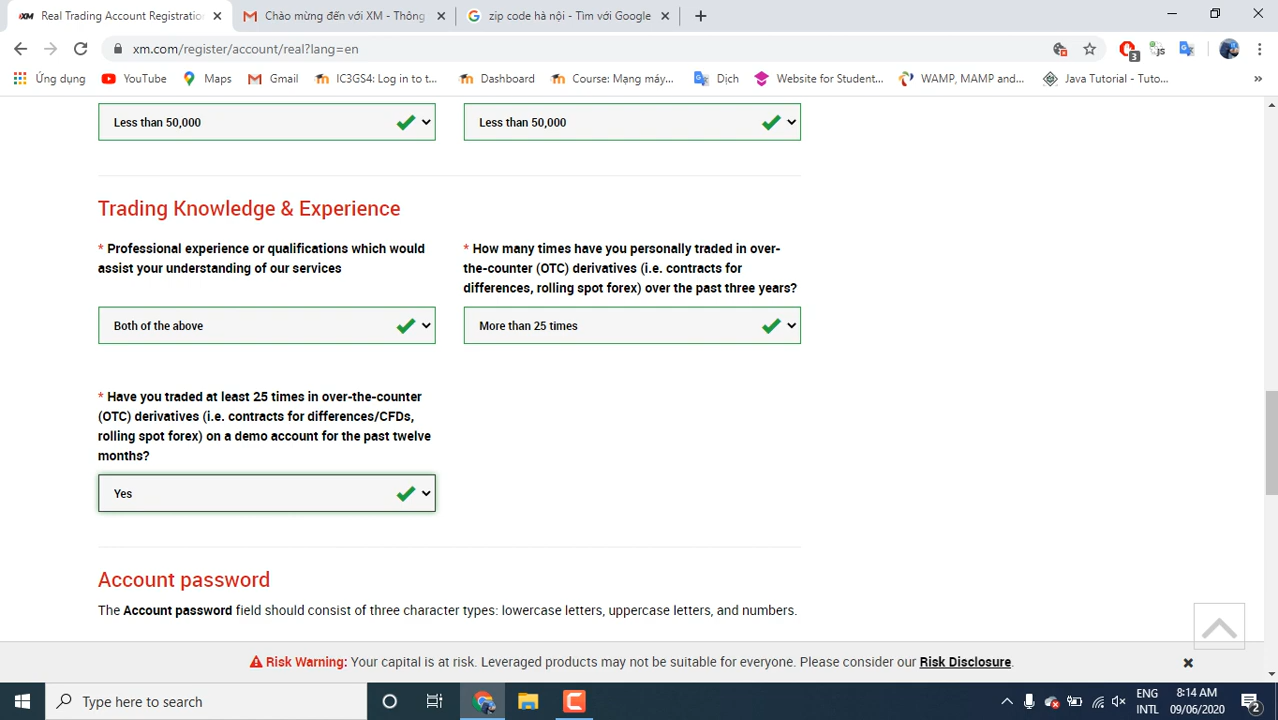 XM Real Trading Account Registratio
Chào mừng đến với XM - Thông
zip code hà nội - Tìm với Google
xm.com/register/account/real?lang=en
3
Ứng dụng
YouTube
Maps
Gmail
IC3GS4: Log in to t...
Dashboard
Course: Mạng máy...
Dịch
Website for Student...
WAMP, MAMP and...
Java Tutorial - Tuto...
»
Less than 50,000
Less than 50,000
Trading Knowledge & Experience
* Professional experience or qualifications which would
assist your understanding of our services
* How many times have you personally traded in over-
the-counter (OTC) derivatives (i.e. contracts for
differences, rolling spot forex) over the past three years?
Both of the above
More than 25 times
* Have you traded at least 25 times in over-the-counter
(OTC) derivatives (i.e. contracts for differences/CFDs,
rolling spot forex) on a demo account for the past twelve
months?
Yes
Account password
The Account password field should consist of three character types: lowercase letters, uppercase letters, and numbers.
Risk Warning: Your capital is at risk. Leveraged products may not be suitable for everyone. Please consider our Risk Disclosure.
Type here to search
ENG
INTL
8:14 AM
09/06/2020
2